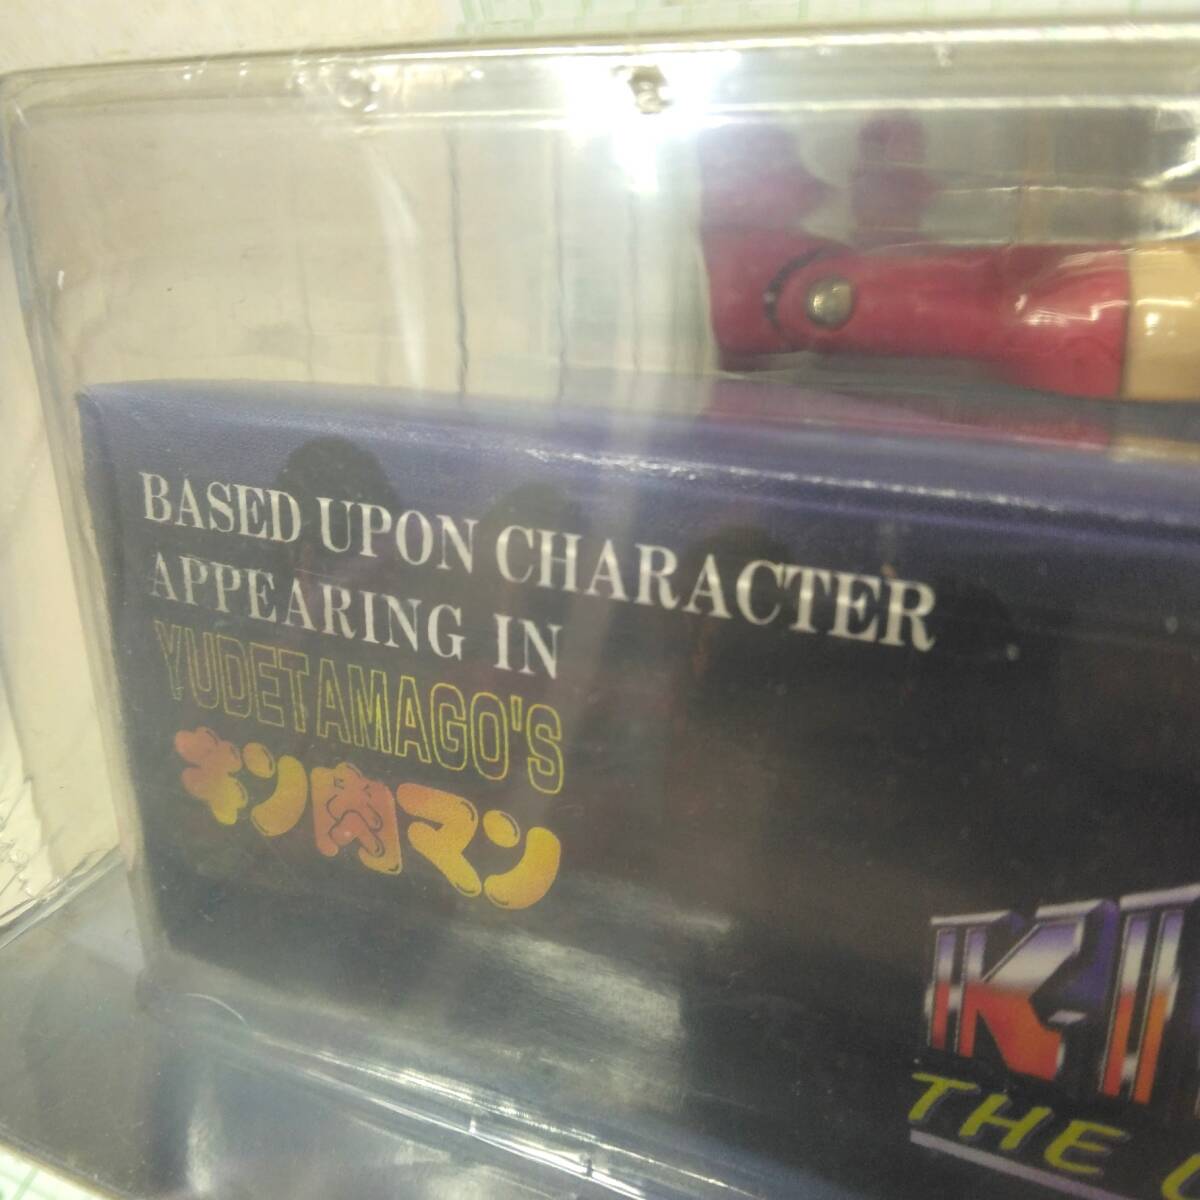 BASED UPON CHARACTER
APPEARING IN
YUDETAMAGO'S
キン肉マン
THE